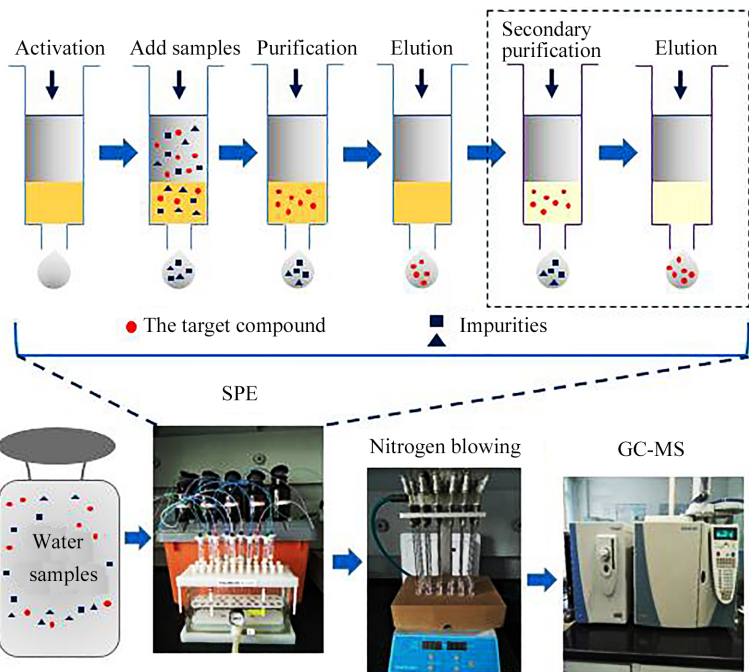 Activation
Add samples
Purification
Elution
Secondary
purification
Elution
The target compound
Impurities
SPE
Nitrogen blowing
GC-MS
Water
samples